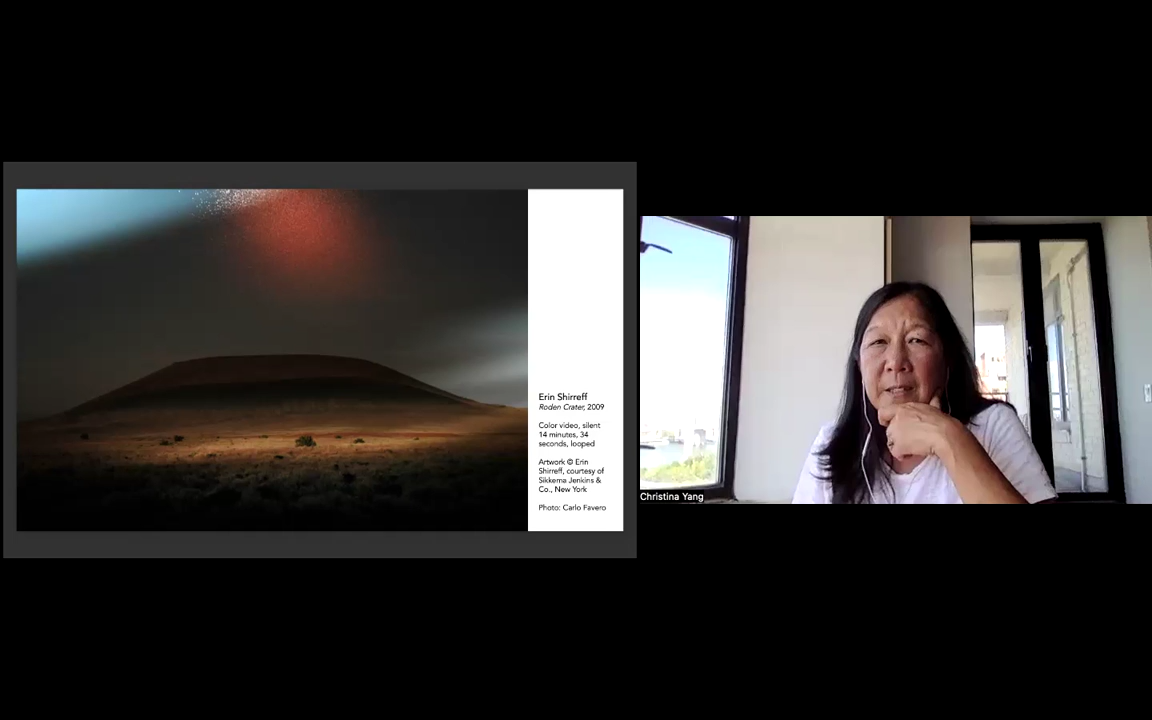 Erin Shirreff
Roden Crater, 2009
Color video, silent
14 minutes, 34
seconds, looped
Artwork © Erin
Shirreff, courtesy of
Sikkema Jenkins &
Co., New York
Photo: Carlo Favero
Christina Yang